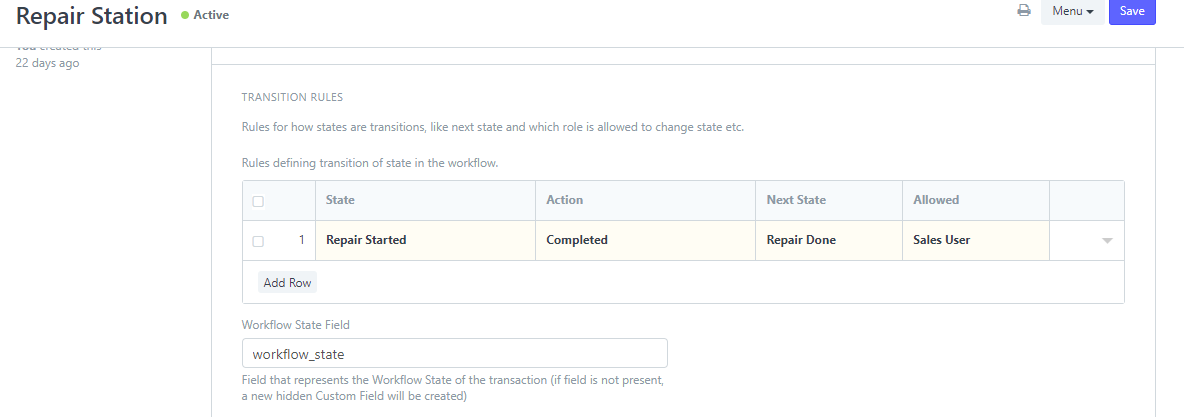 Repair Station Active Menu Save
You created this
22 days ago
TRANSITION RULES
Rules for how states are transitions, like next state and which role is allowed to change state etc.
Rules defining transition of state in the workflow.
State Action Next State Allowed
1 Repair Started Completed Repair Done Sales User
Add Row
Workflow State Field
workflow_state
Field that represents the Workflow State of the transaction (if field is not present,
a new hidden Custom Field will be created)